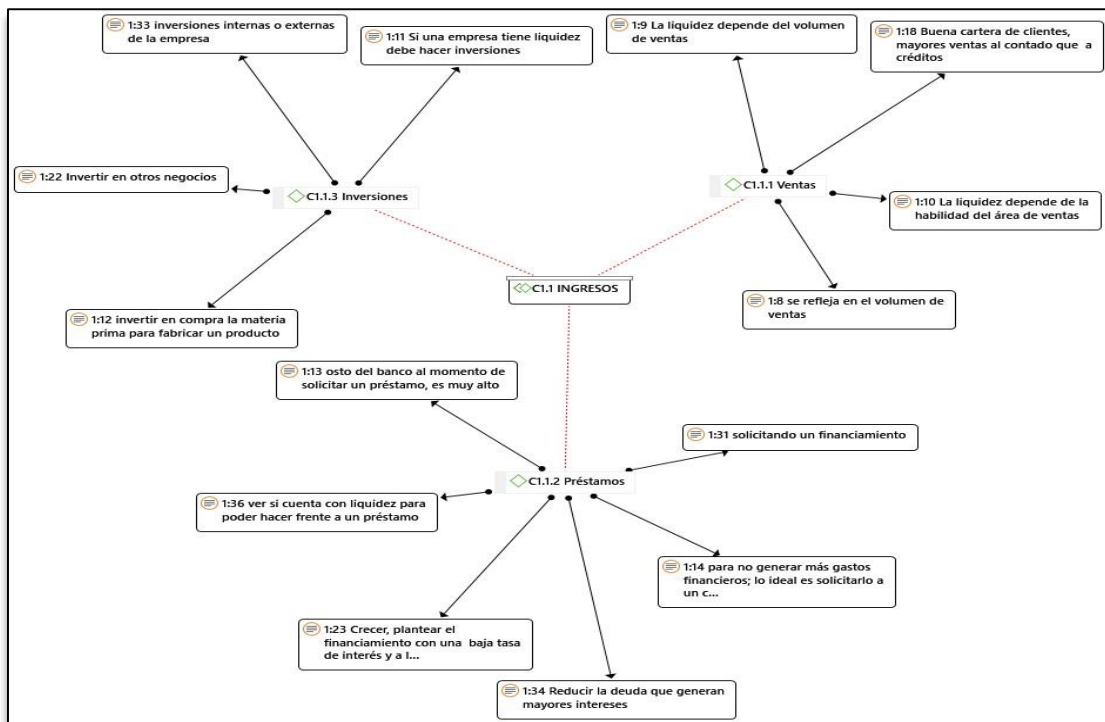 1:33 inversiones internas o externas
de la empresa
1:11 Si una empresa tiene liquidez
debe hacer inversiones
1:9 La liquidez depende del volumen
de ventas
1:18 Buena cartera de clientes,
mayores ventas al contado que a
créditos
1:22 Invertir en otros negocios
C1.1.3 Inversiones
C1.1.1 Ventas
1:10 La liquidez depende de la
habilidad del área de ventas
C1.1 INGRESOS
1:12 invertir en compra la materia
prima para fabricar un producto
1:8 se refleja en el volumen de
ventas
1:13 osto del banco al momento de
solicitar un préstamo, es muy alto
1:31 solicitando un financiamiento
C1.1.2 Préstamos
1:36 ver si cuenta con liquidez para
poder hacer frente a un préstamo
1:14 para no generar más gastos
financieros; lo ideal es solicitarlo a
un c...
1:23 Crecer, plantear el
financiamiento con una baja tasa
de interés y a l...
1:34 Reducir la deuda que generan
mayores intereses